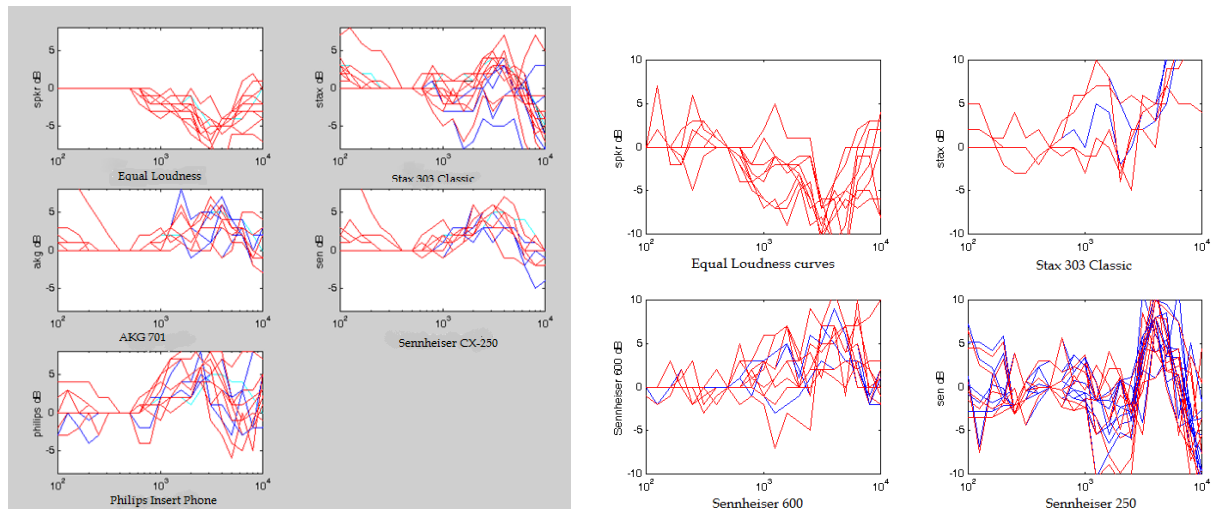 5
0
-5
spkr dB
10² 10³ 10⁴
Equal Loudness
5
0
-5
stax dB
10² 10³ 10⁴
Stax 303 Classic
5
0
-5
akg dB
10² 10³ 10⁴
AKG 701
5
0
-5
sen dB
10² 10³ 10⁴
Sennheiser CX-250
5
0
-5
philips dB
10² 10³ 10⁴
Philips Insert Phone
10
5
0
-5
-10
spkr dB
10² 10³ 10⁴
Equal Loudness curves
10
5
0
-5
-10
stax dB
10² 10³ 10⁴
Stax 303 Classic
10
5
0
-5
-10
Sennheiser 600 dB
10² 10³ 10⁴
Sennheiser 600
10
5
0
-5
-10
sen dB
10² 10³ 10⁴
Sennheiser 250